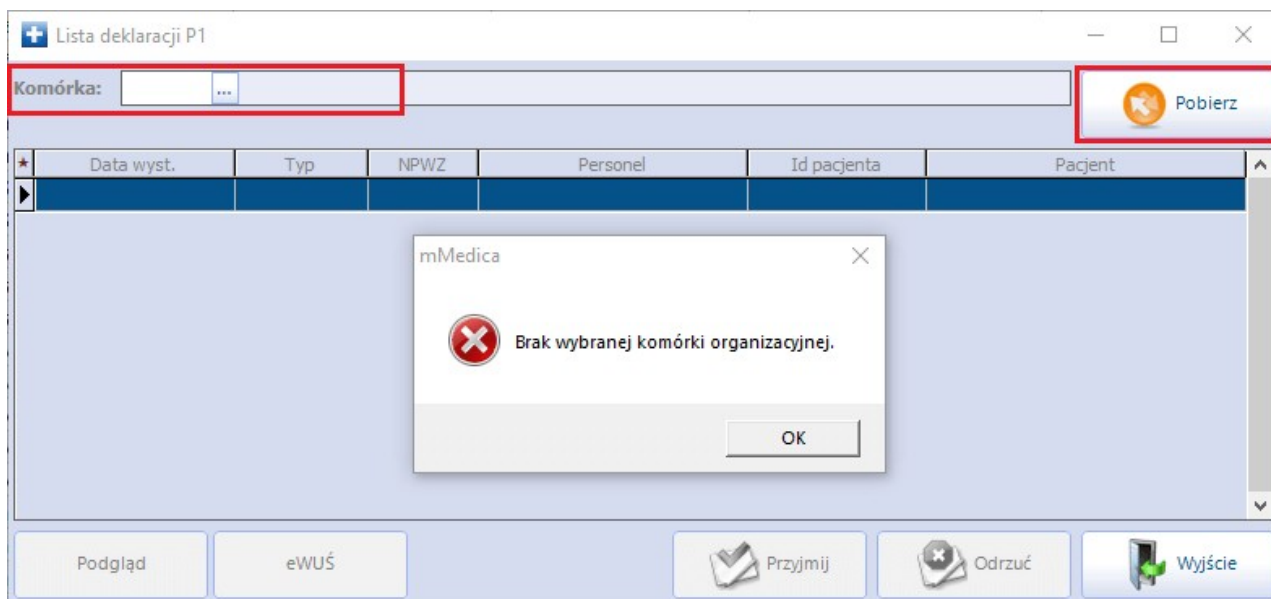 Lista deklaracji P1
Komórka: ...
Pobierz
Data wyst. Typ NPWZ Personel Id pacjenta Pacjent
mMedica
Brak wybranej komórki organizacyjnej.
OK
Podgląd eWUŚ Przyjmij Odrzuć Wyjście